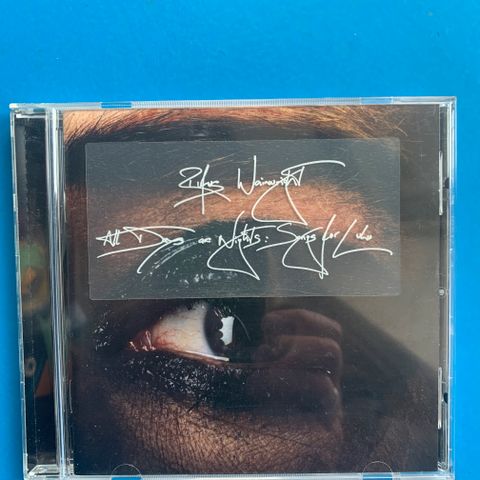 Rufus Wainwright
All Days are Nights: Songs for Lulu